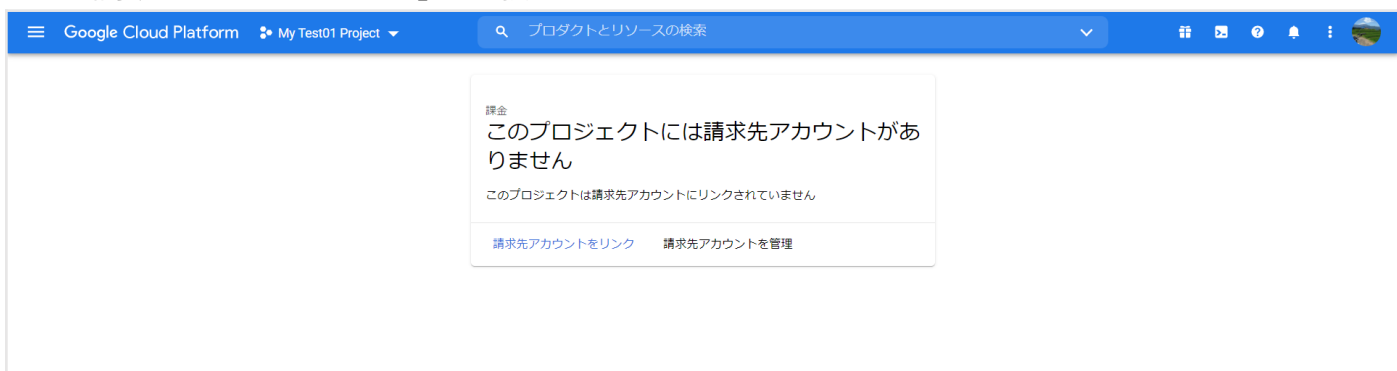 Google Cloud Platform My Test01 Project プロダクトとリソースの検索
課金
このプロジェクトには請求先アカウントがあ
りません
このプロジェクトは請求先アカウントにリンクされていません
請求先アカウントをリンク 請求先アカウントを管理